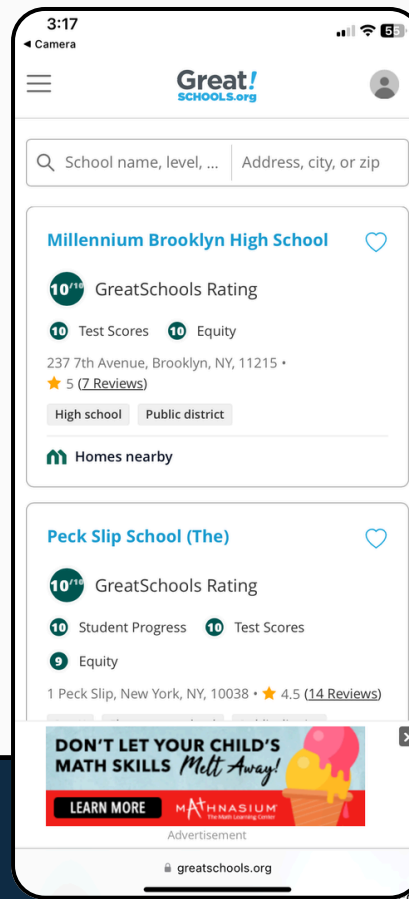 3:17
55
◀ Camera
Great!
SCHOOLS.org
School name, level, ... Address, city, or zip
Millennium Brooklyn High School
10/10 GreatSchools Rating
10 Test Scores 10 Equity
237 7th Avenue, Brooklyn, NY, 11215 •
5 (7 Reviews)
High school Public district
Homes nearby
Peck Slip School (The)
10/10 GreatSchools Rating
10 Student Progress 10 Test Scores
9 Equity
1 Peck Slip, New York, NY, 10038 • 4.5 (14 Reviews)
DON'T LET YOUR CHILD'S
MATH SKILLS Melt Away!
LEARN MORE MATHNASIUM
The Math Learning Center
Advertisement
greatschools.org